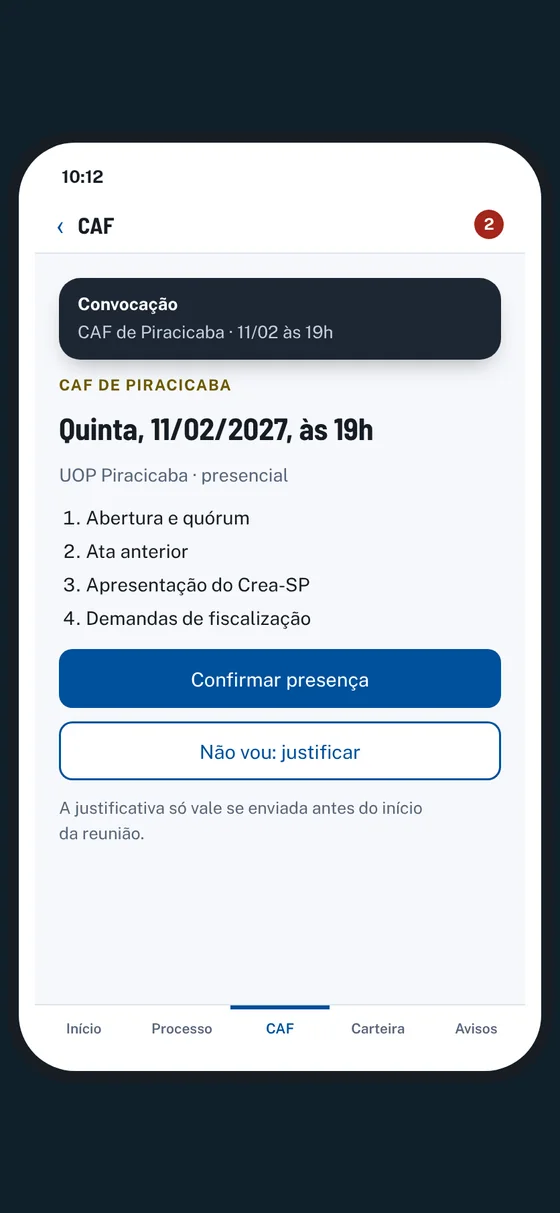 10:12
‹ CAF
2
Convocação
CAF de Piracicaba · 11/02 às 19h
CAF DE PIRACICABA
Quinta, 11/02/2027, às 19h
UOP Piracicaba · presencial
1. Abertura e quórum
2. Ata anterior
3. Apresentação do Crea-SP
4. Demandas de fiscalização
Confirmar presença
Não vou: justificar
A justificativa só vale se enviada antes do início
da reunião.
Início Processo CAF Carteira Avisos